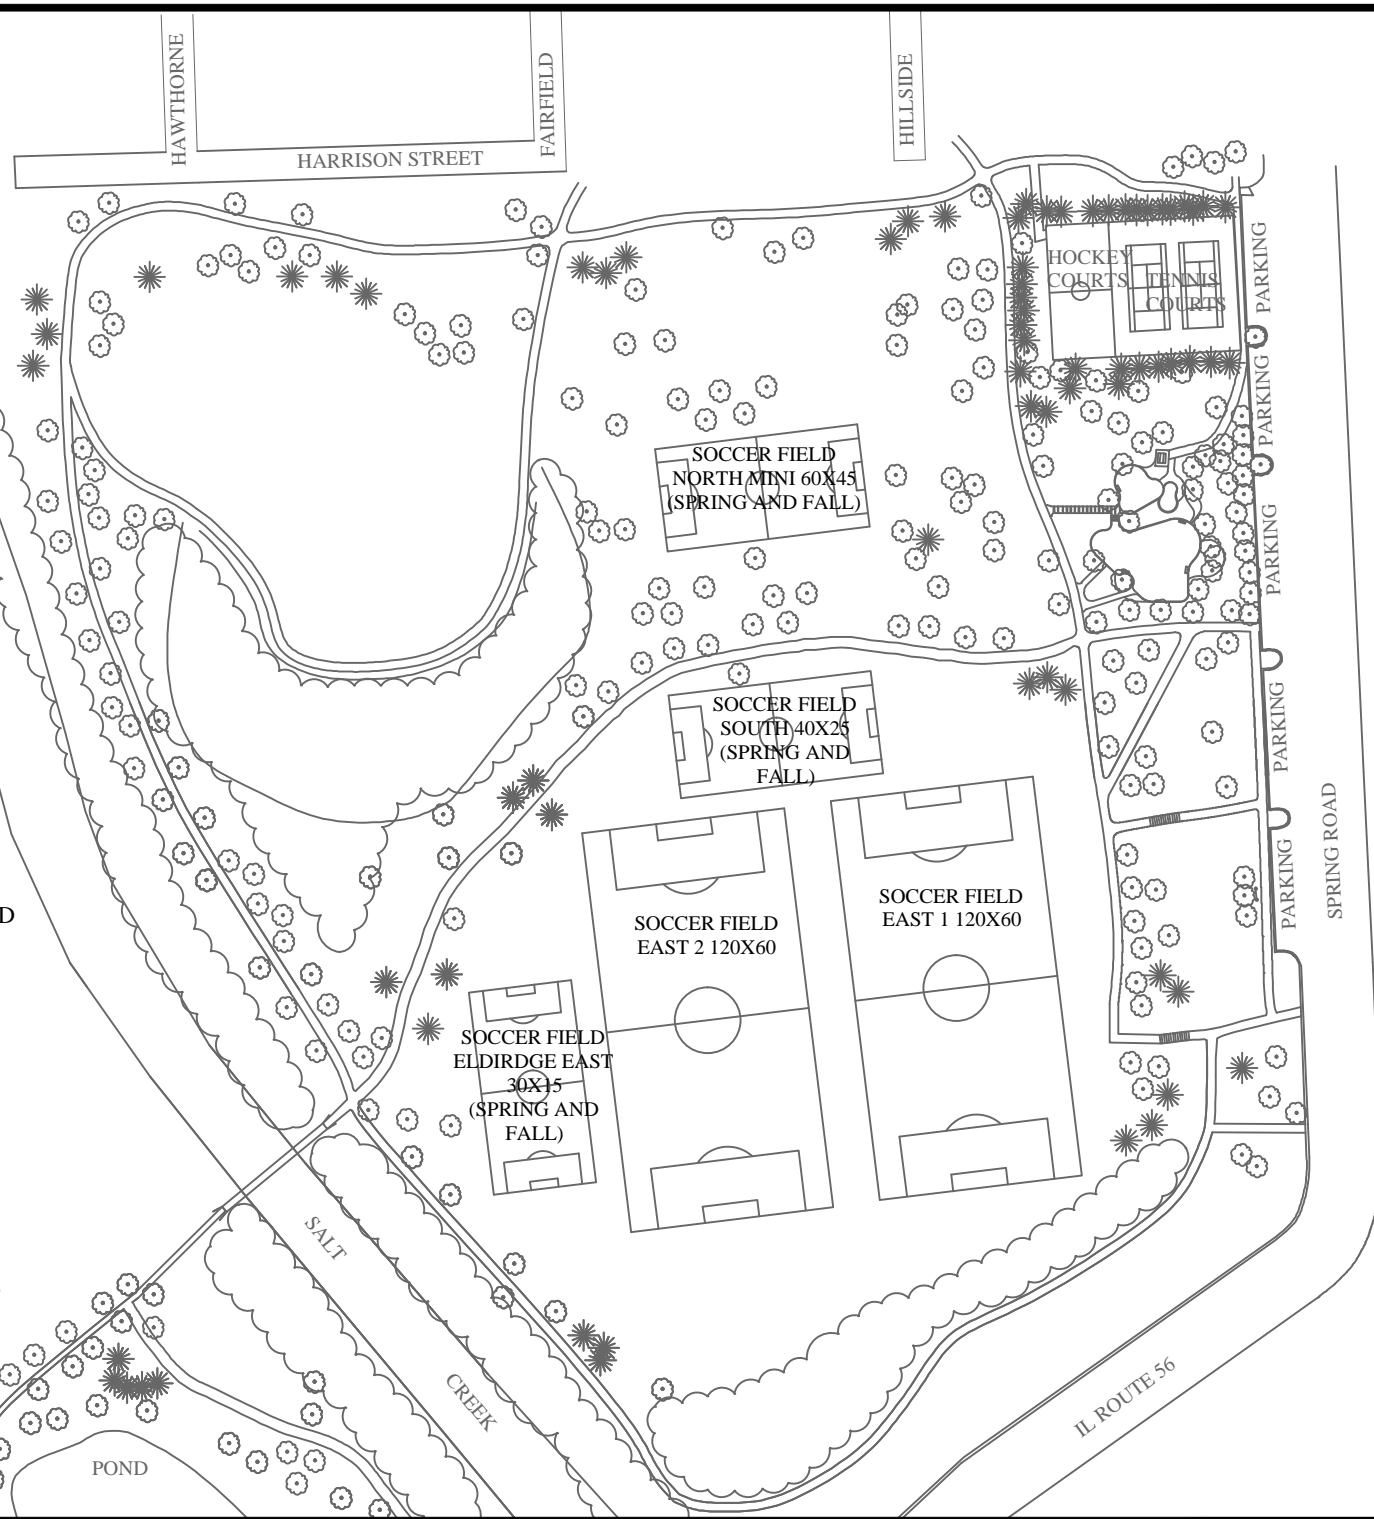 HAWTHORNE
FAIRFIELD
HILLSIDE
HARRISON STREET
HOCKEY
COURTS
TENNIS
COURTS
PARKING
PARKING
PARKING
PARKING
PARKING
SPRING ROAD
SOCCER FIELD
NORTH MINI 60X45
(SPRING AND FALL)
SOCCER FIELD
SOUTH 40X25
(SPRING AND
FALL)
SOCCER FIELD
EAST 1 120X60
SOCCER FIELD
EAST 2 120X60
D
SOCCER FIELD
ELDIRDGE EAST
30X15
(SPRING AND
FALL)
SALT
CREEK
IL ROUTE 56
POND